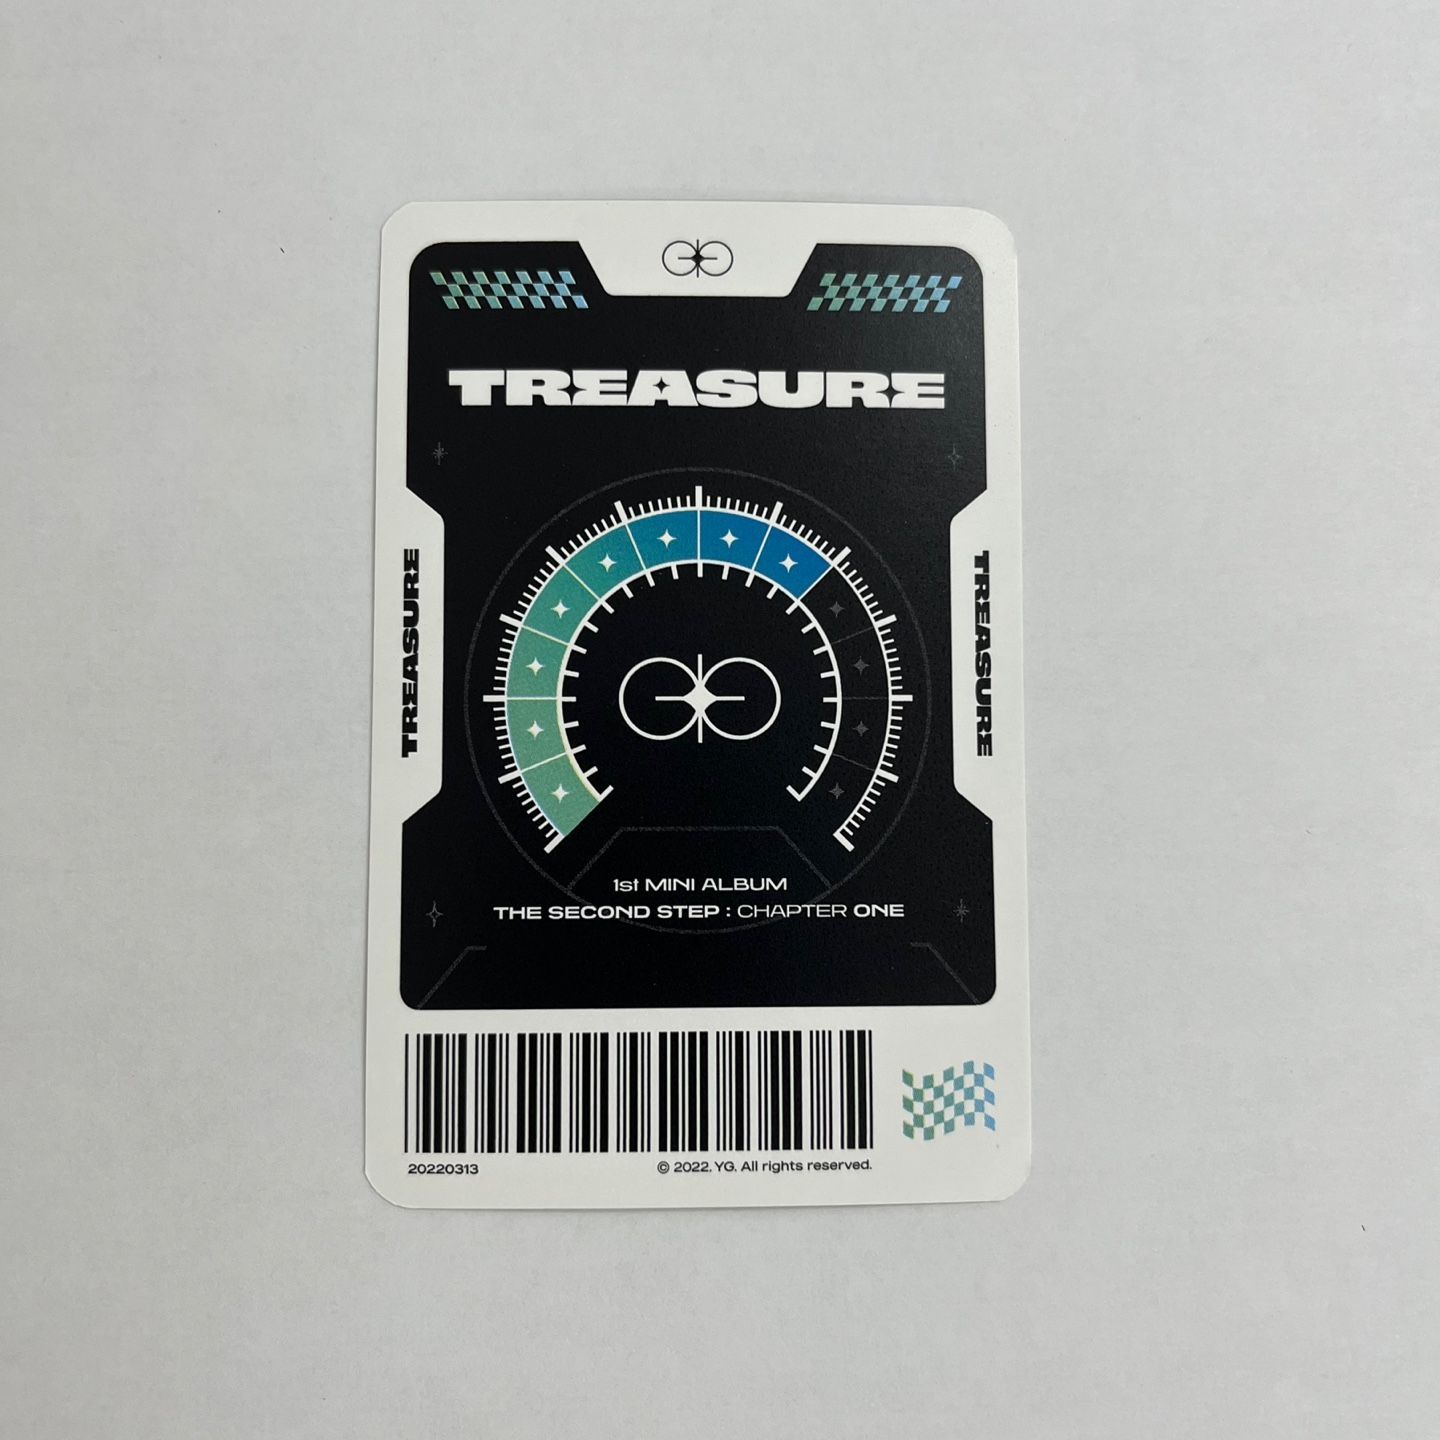 TREASURE
TREASURE
TREASURE
1st MINI ALBUM
THE SECOND STEP : CHAPTER ONE
20220313
© 2022. YG. All rights reserved.